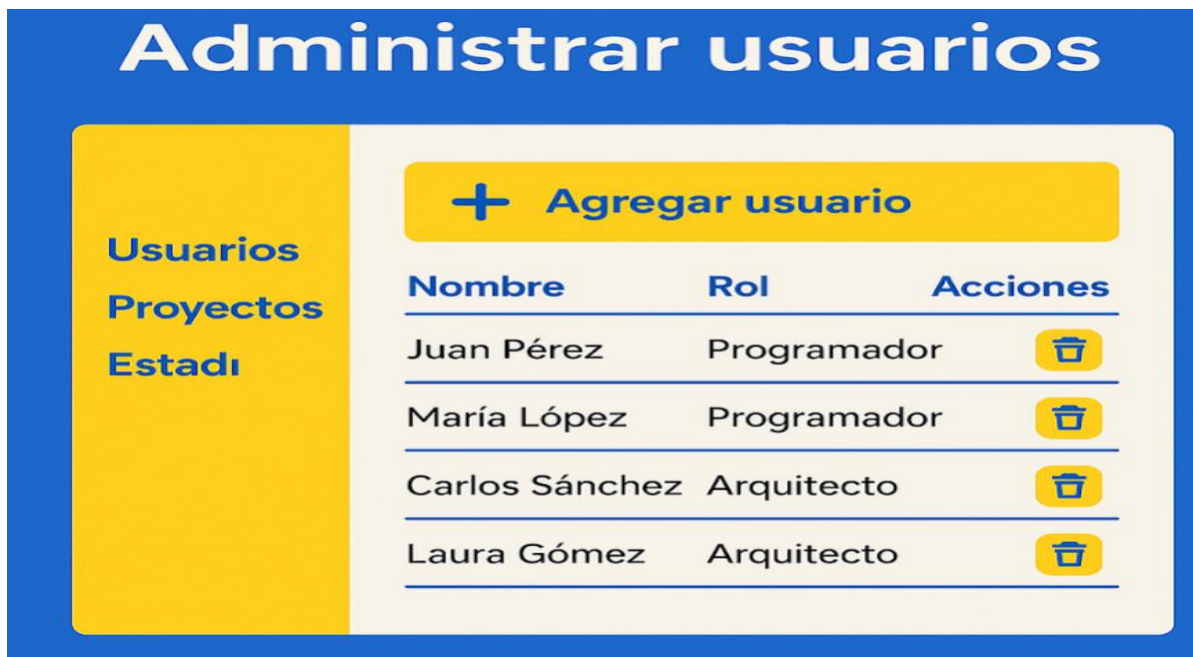 Administrar usuarios
Usuarios
Proyectos
Estadı
+ Agregar usuario
Nombre Rol Acciones
Juan Pérez Programador
María López Programador
Carlos Sánchez Arquitecto
Laura Gómez Arquitecto